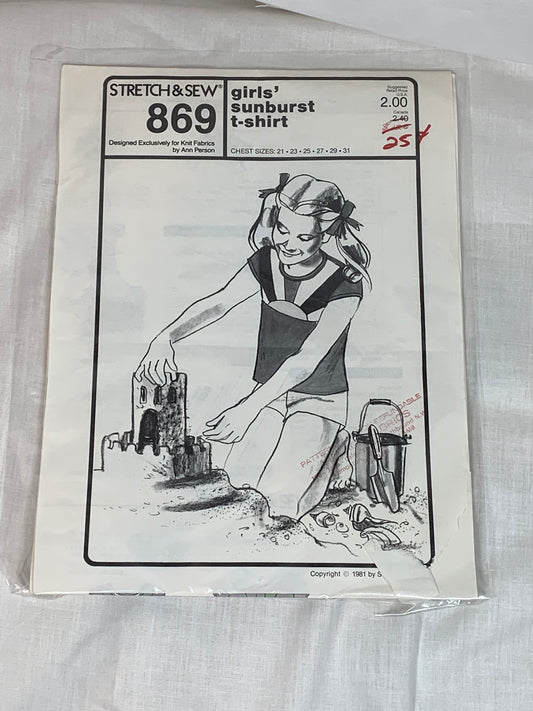 STRETCH & SEW®
869
Designed Exclusively for Knit Fabrics
by Ann Person
girls'
sunburst
t-shirt
CHEST SIZES: 21 • 23 • 25 • 27 • 29 • 31
Suggested
Retail Price
U.S.A.
2.00
Canada
2.40
25¢
PATTER
Copyright © 1981 by S